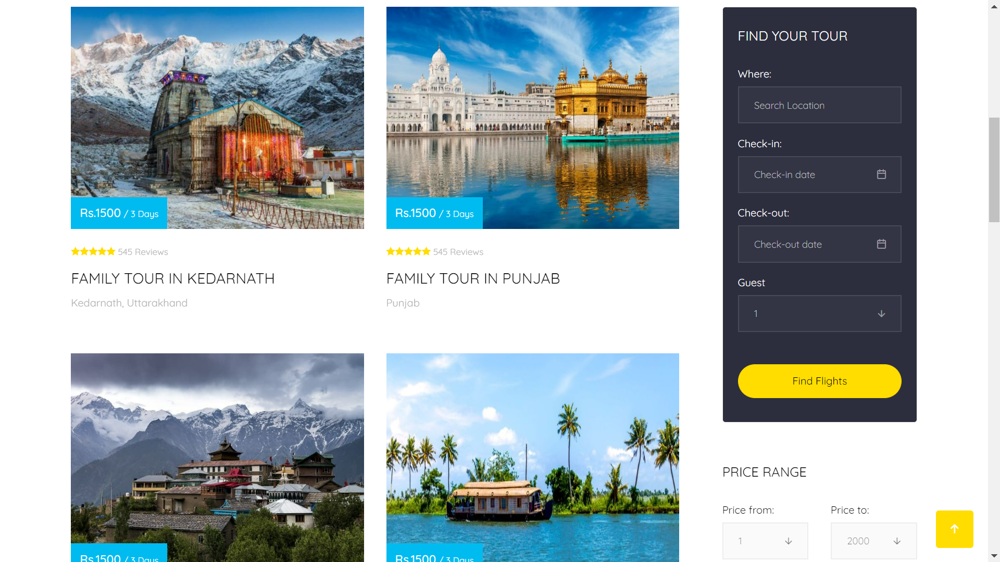 Rs.1500 / 3 Days
545 Reviews
FAMILY TOUR IN KEDARNATH
Kedarnath, Uttarakhand
Rs.1500 / 3 Days
545 Reviews
FAMILY TOUR IN PUNJAB
Punjab
Rs.1500 / 3 Days
Rs.1500 / 3 Days
FIND YOUR TOUR
Where:
Search Location
Check-in:
Check-in date
Check-out:
Check-out date
Guest
1
Find Flights
PRICE RANGE
Price from:
Price to:
1
2000